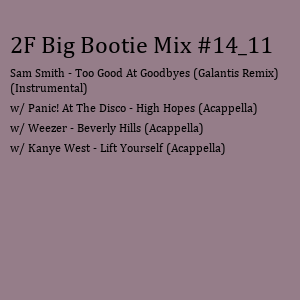 2F Big Bootie Mix #14_11
Sam Smith - Too Good At Goodbyes (Galantis Remix)
(Instrumental)
w/ Panic! At The Disco - High Hopes (Acappella)
w/ Weezer - Beverly Hills (Acappella)
w/ Kanye West - Lift Yourself (Acappella)